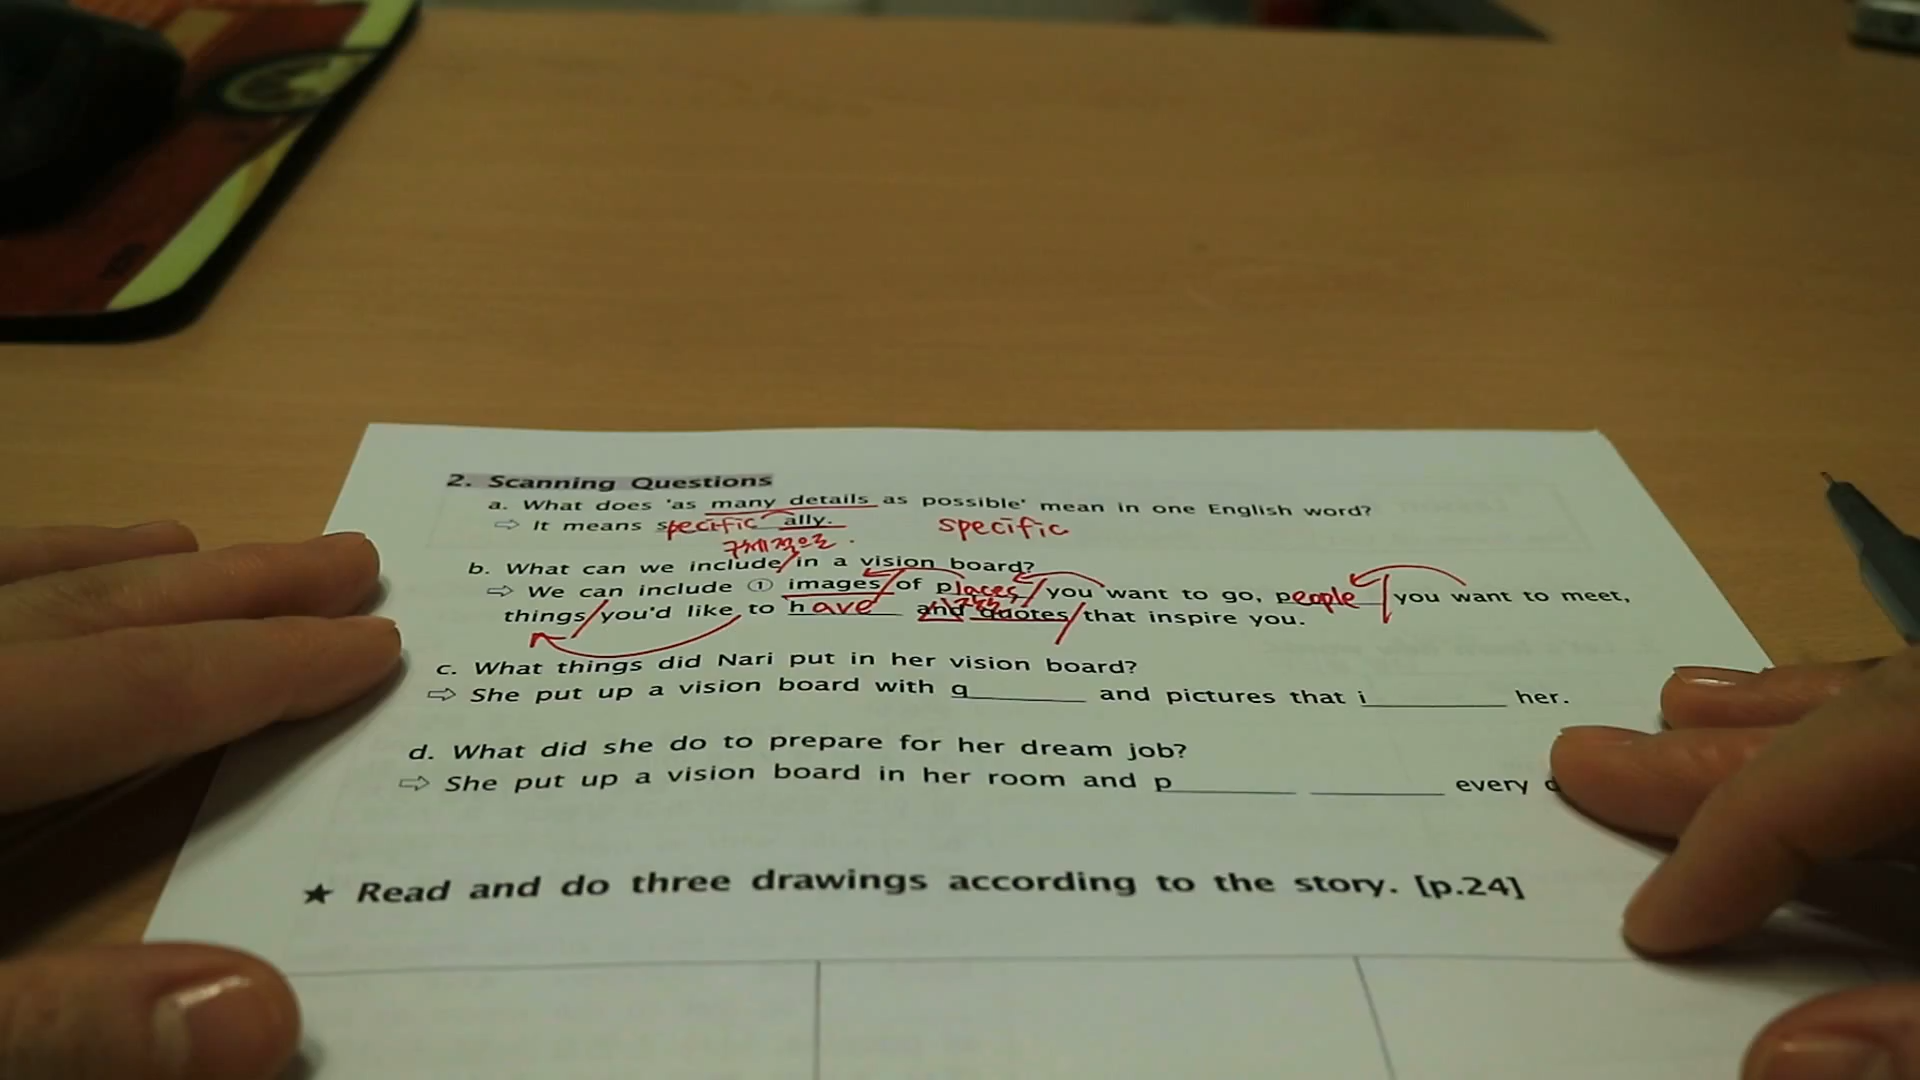 2. Scanning Questions
a. What does 'as many details as possible' mean in one English word?
⇨ It means specific ally. specific
구체적으로.
b. What can we include/in a vision board?
⇨ We can include ① images/of places/you want to go, people/you want to meet,
things/you'd like to have and quotes/that inspire you.
c. What things did Nari put in her vision board?
⇨ She put up a vision board with q________ and pictures that i__________ her.
d. What did she do to prepare for her dream job?
⇨ She put up a vision board in her room and p_________ __________ every
★ Read and do three drawings according to the story. [p.24]